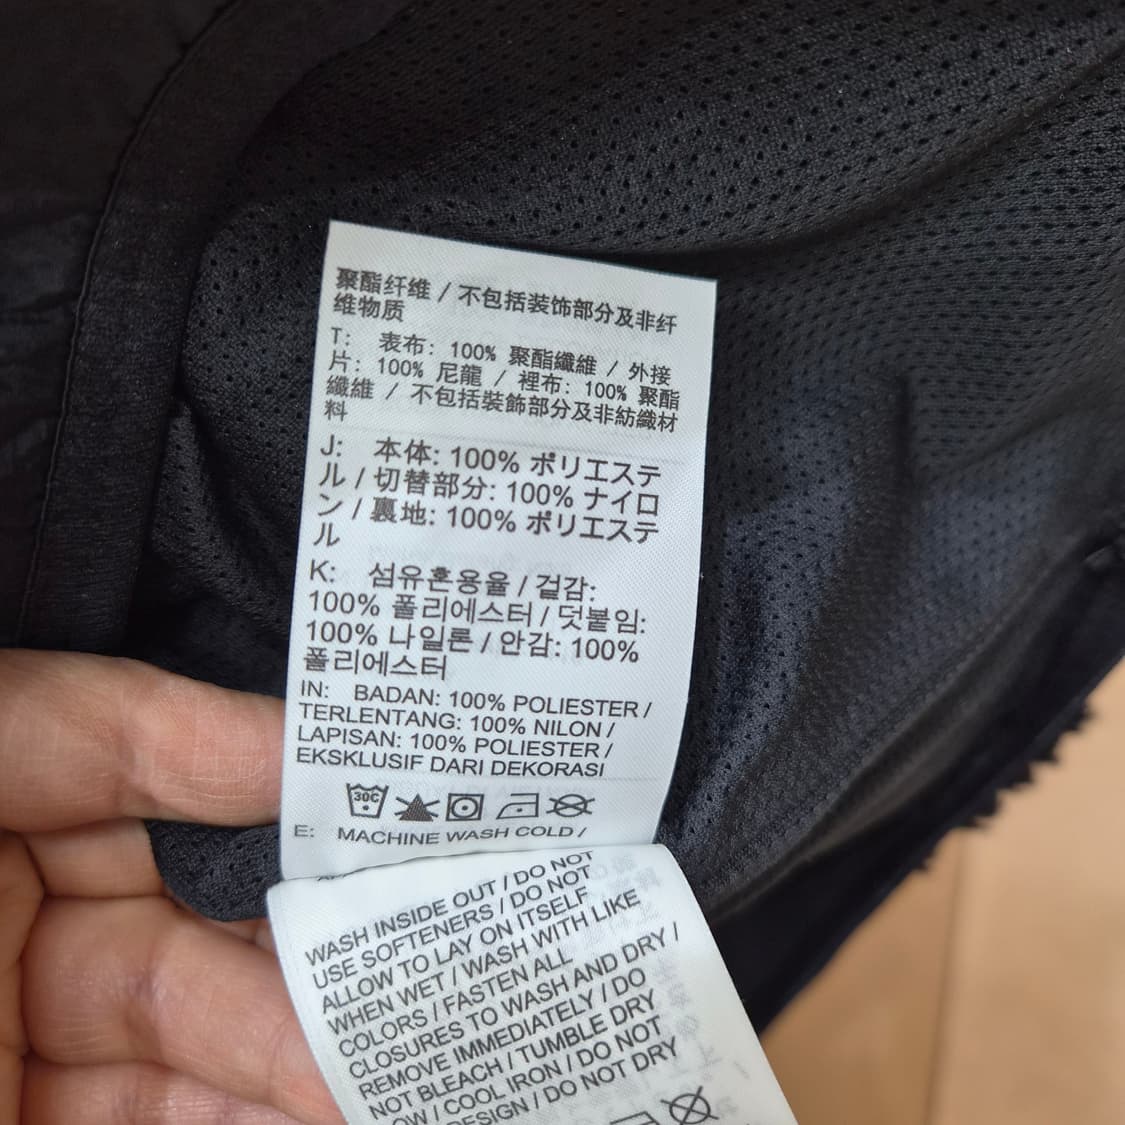 聚酯纤维 / 不包括装饰部分及非纤
维物质
T: 表布: 100% 聚酯纖維 / 外接
片: 100% 尼龍 / 裡布: 100% 聚酯
纖維 / 不包括裝飾部分及非紡織材
料
J: 本体: 100% ポリエステ
ル / 切替部分: 100% ナイロ
ン / 裏地: 100% ポリエステ
ル
K: 섬유혼용율 / 겉감:
100% 폴리에스터 / 덧붙임:
100% 나일론 / 안감: 100%
폴리에스터
IN: BADAN: 100% POLIESTER /
TERLENTANG: 100% NILON /
LAPISAN: 100% POLIESTER /
EKSKLUSIF DARI DEKORASI
30C
E: MACHINE WASH COLD /
WASH INSIDE OUT / DO NOT
USE SOFTENERS / DO NOT
ALLOW TO LAY ON ITSELF
WHEN WET / WASH WITH LIKE
COLORS / FASTEN ALL
CLOSURES TO WASH AND DRY /
REMOVE IMMEDIATELY / DO
NOT BLEACH / TUMBLE DRY
OW / COOL IRON / DO NOT
DESIGN / DO NOT DRY